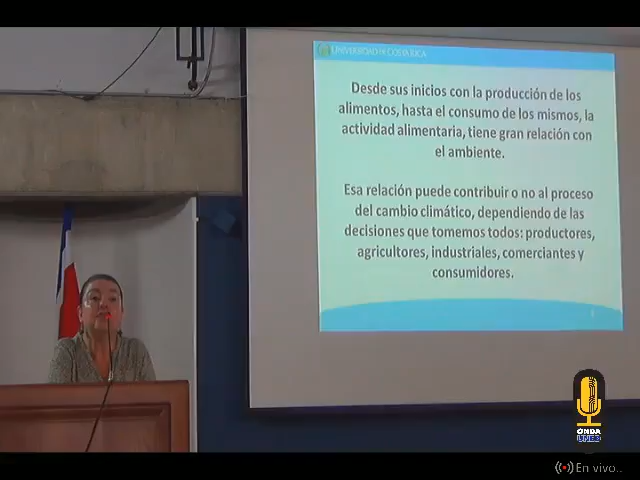 UNIVERSIDAD DE COSTA RICA
Desde sus inicios con la producción de los
alimentos, hasta el consumo de los mismos, la
actividad alimentaria, tiene gran relación con
el ambiente.
Esa relación puede contribuir o no al proceso
del cambio climático, dependiendo de las
decisiones que tomemos todos: productores,
agricultores, industriales, comerciantes y
consumidores.
ONDA
UNED
En vivo..